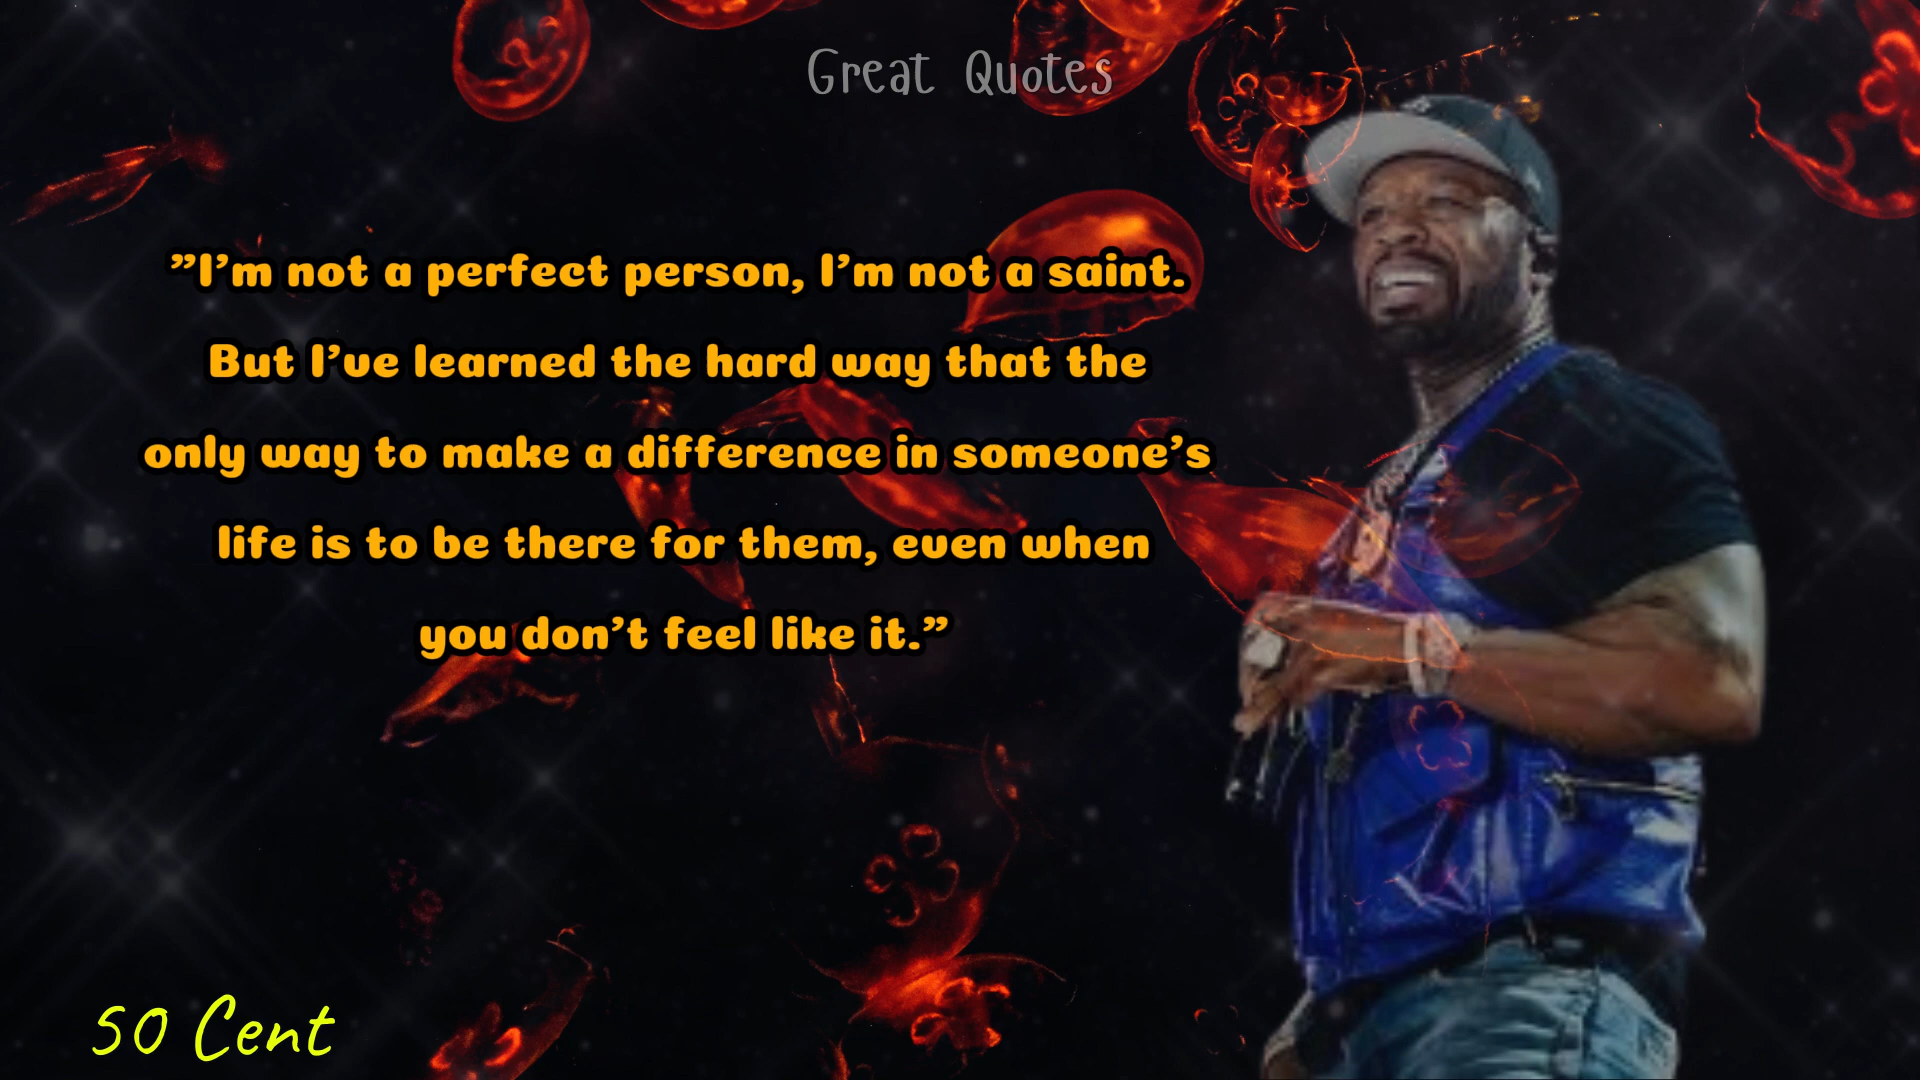 Great Quotes
”I’m not a perfect person, I’m not a saint.
But I’ve learned the hard way that the
only way to make a difference in someone’s
life is to be there for them, even when
you don’t feel like it.”
50 Cent